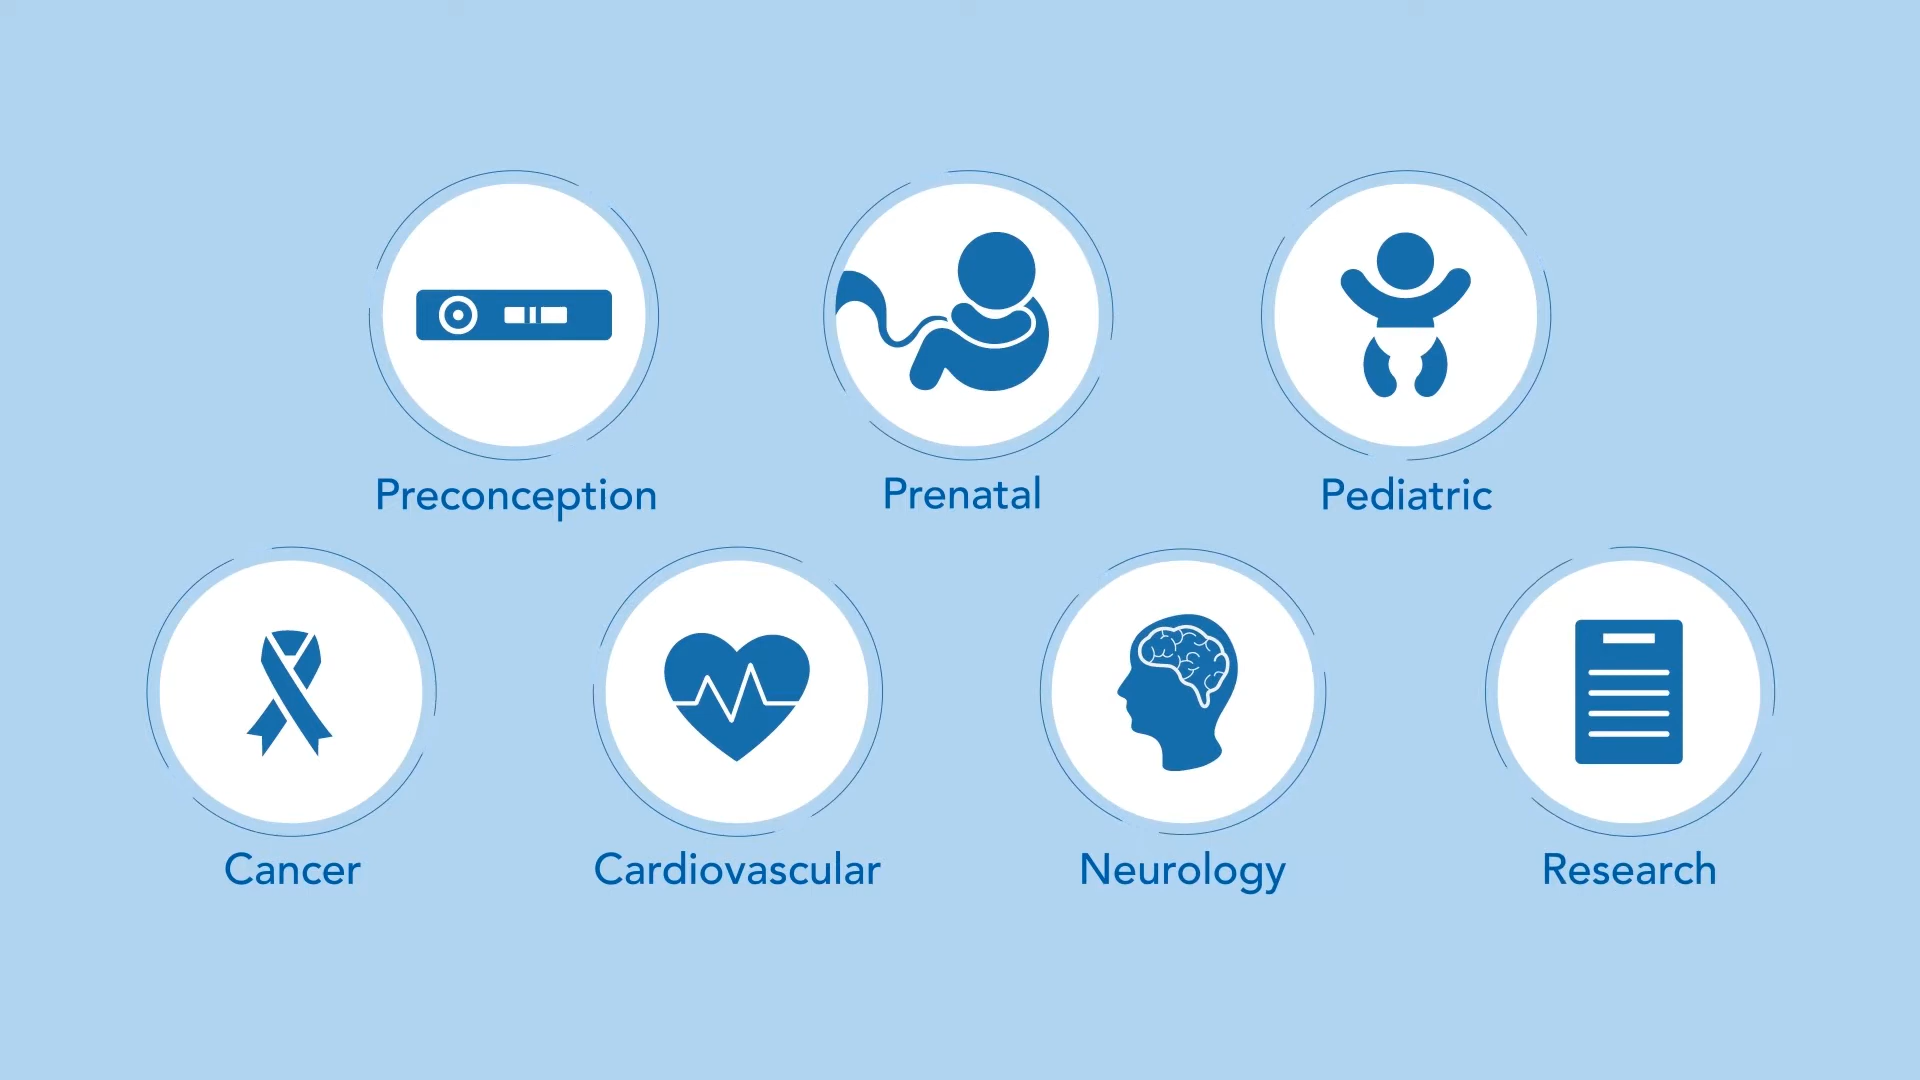 Preconception
Prenatal
Pediatric
Cancer
Cardiovascular
Neurology
Research